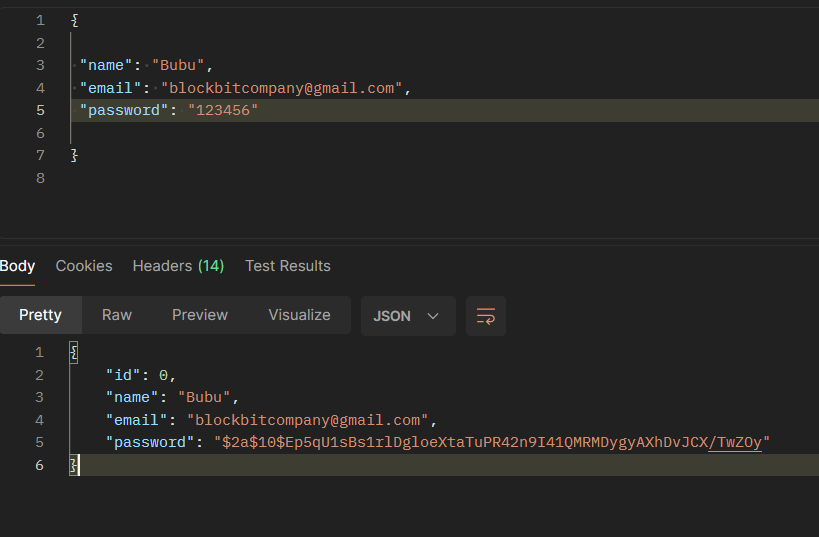 1 {
2
3 "name": "Bubu",
4 "email": "blockbitcompany@gmail.com",
5 "password": "123456"
6
7 }
8
Body Cookies Headers (14) Test Results
Pretty Raw Preview Visualize JSON
1 {
2 "id": 0,
3 "name": "Bubu",
4 "email": "blockbitcompany@gmail.com",
5 "password": "$2a$10$Ep5qU1sBs1rlDgloeXtaTuPR42n9I41QMRMDygyAXhDvJCX/TwZOy"
6 }